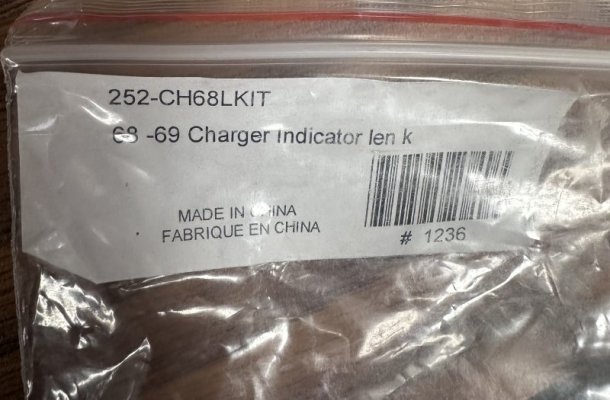 252-CH68LKIT
68 -69 Charger indicator len k
MADE IN CHINA
FABRIQUE EN CHINA
# 1236